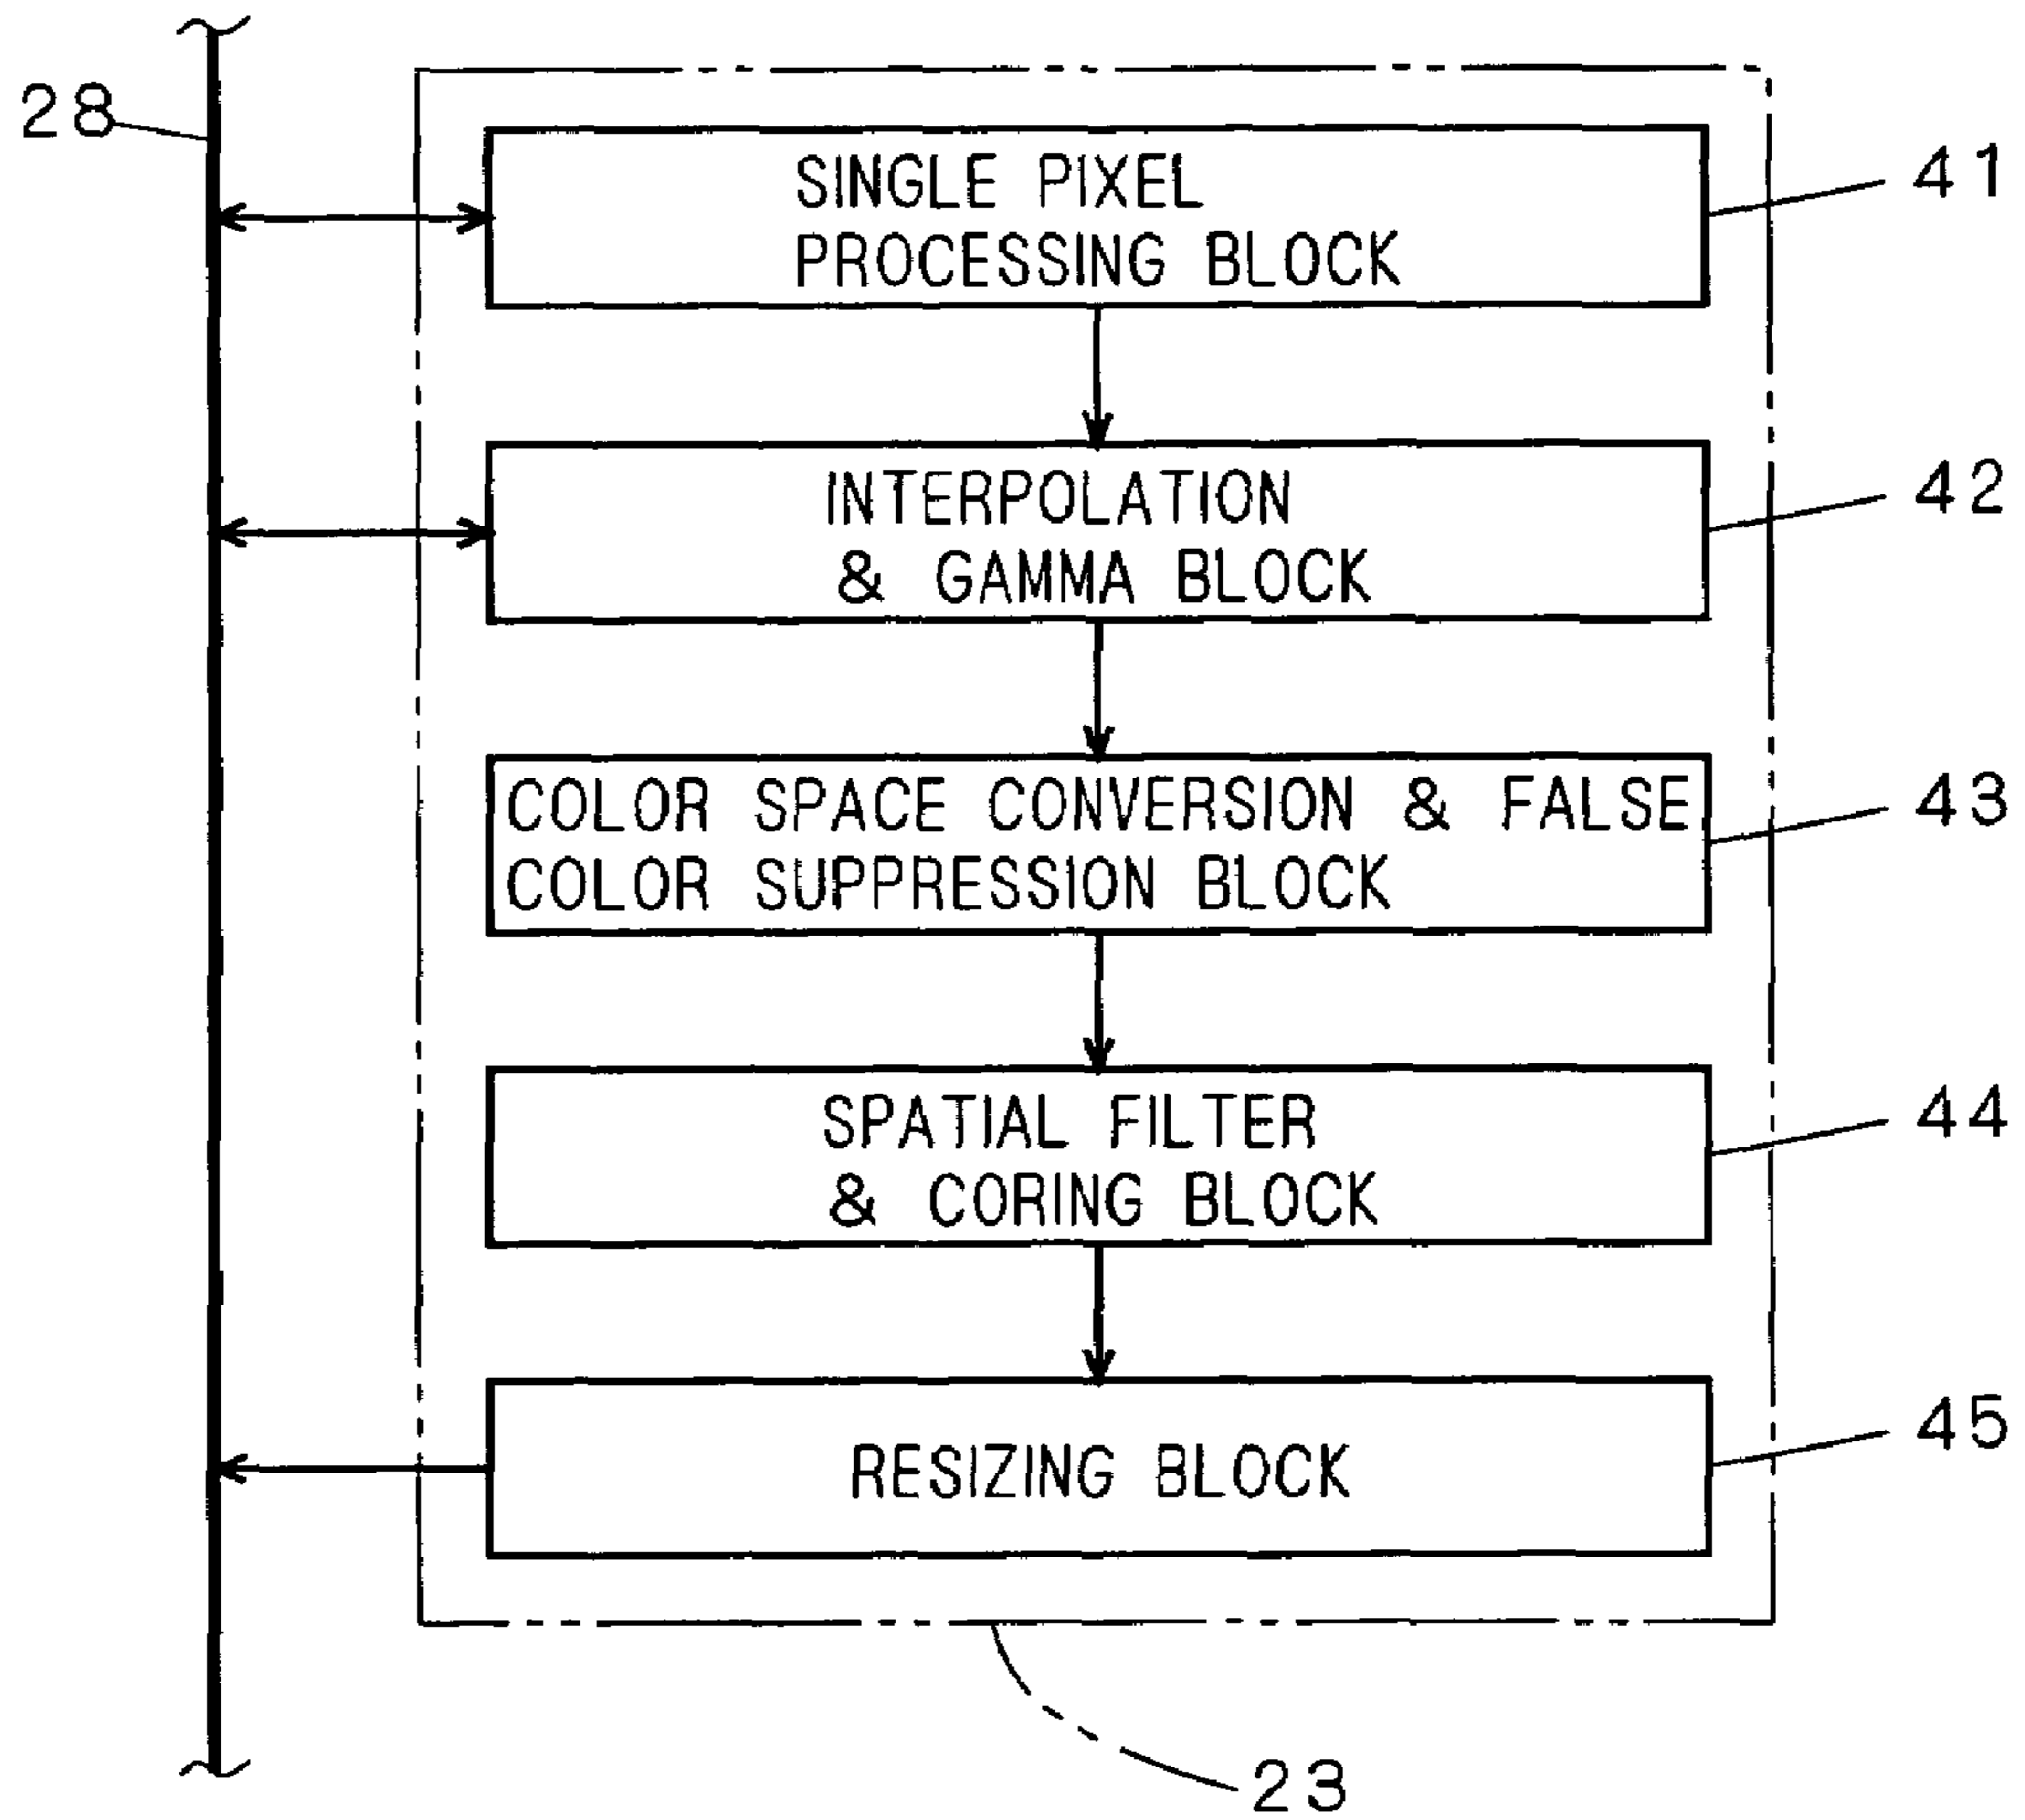 28
SINGLE PIXEL
PROCESSING BLOCK
41
INTERPOLATION
& GAMMA BLOCK
42
COLOR SPACE CONVERSION & FALSE
COLOR SUPPRESSION BLOCK
43
SPATIAL FILTER
& CORING BLOCK
44
RESIZING BLOCK
45
23